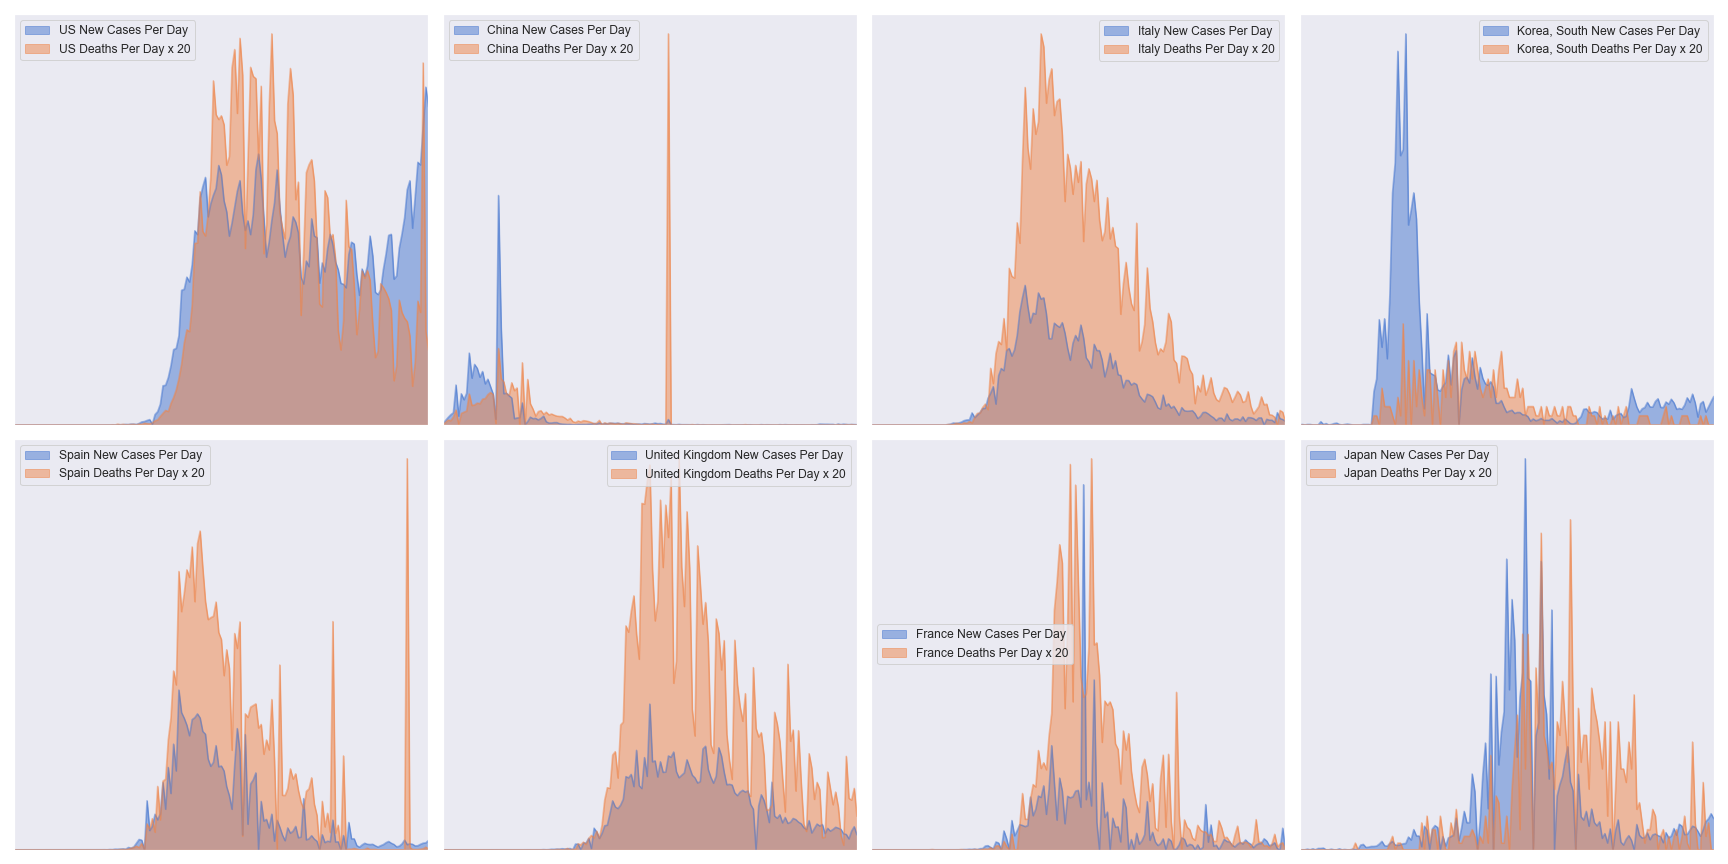 US New Cases Per Day
US Deaths Per Day x 20
China New Cases Per Day
China Deaths Per Day x 20
Italy New Cases Per Day
Italy Deaths Per Day x 20
Korea, South New Cases Per Day
Korea, South Deaths Per Day x 20
Spain New Cases Per Day
Spain Deaths Per Day x 20
United Kingdom New Cases Per Day
United Kingdom Deaths Per Day x 20
France New Cases Per Day
France Deaths Per Day x 20
Japan New Cases Per Day
Japan Deaths Per Day x 20